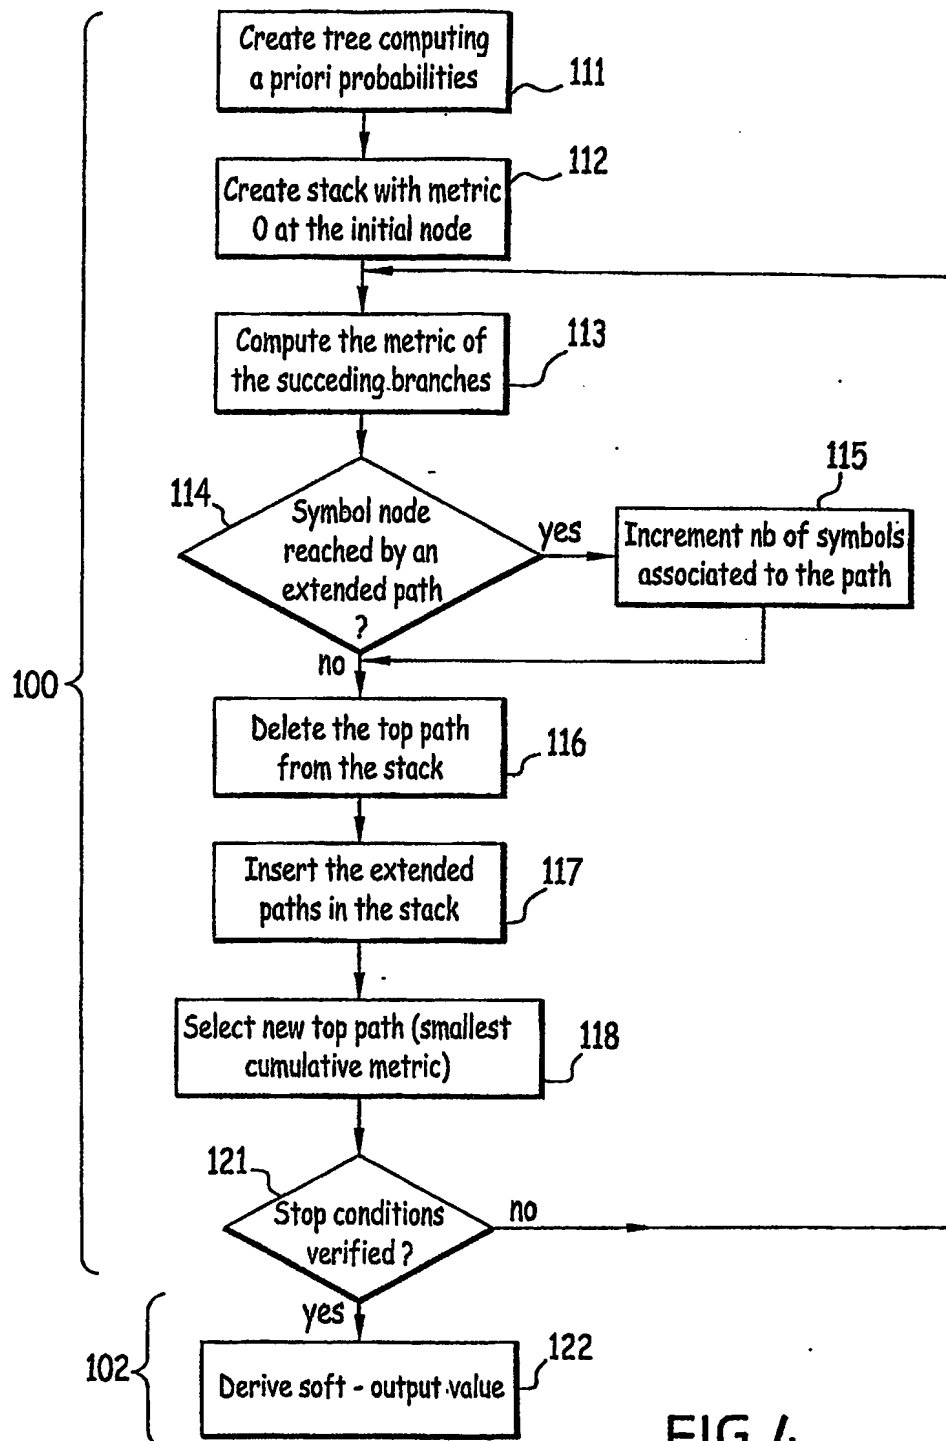 Create tree computing
a priori probabilities
111
112
Create stack with metric
0 at the initial node
113
Compute the metric of
the succeding branches
114
Symbol node
reached by an
extended path
?
yes
115
Increment nb of symbols
associated to the path
no
100
Delete the top path
from the stack
116
Insert the extended
paths in the stack
117
Select new top path (smallest
cumulative metric)
118
121
Stop conditions
verified ?
no
yes
102
122
Derive soft - output value
FIG 4